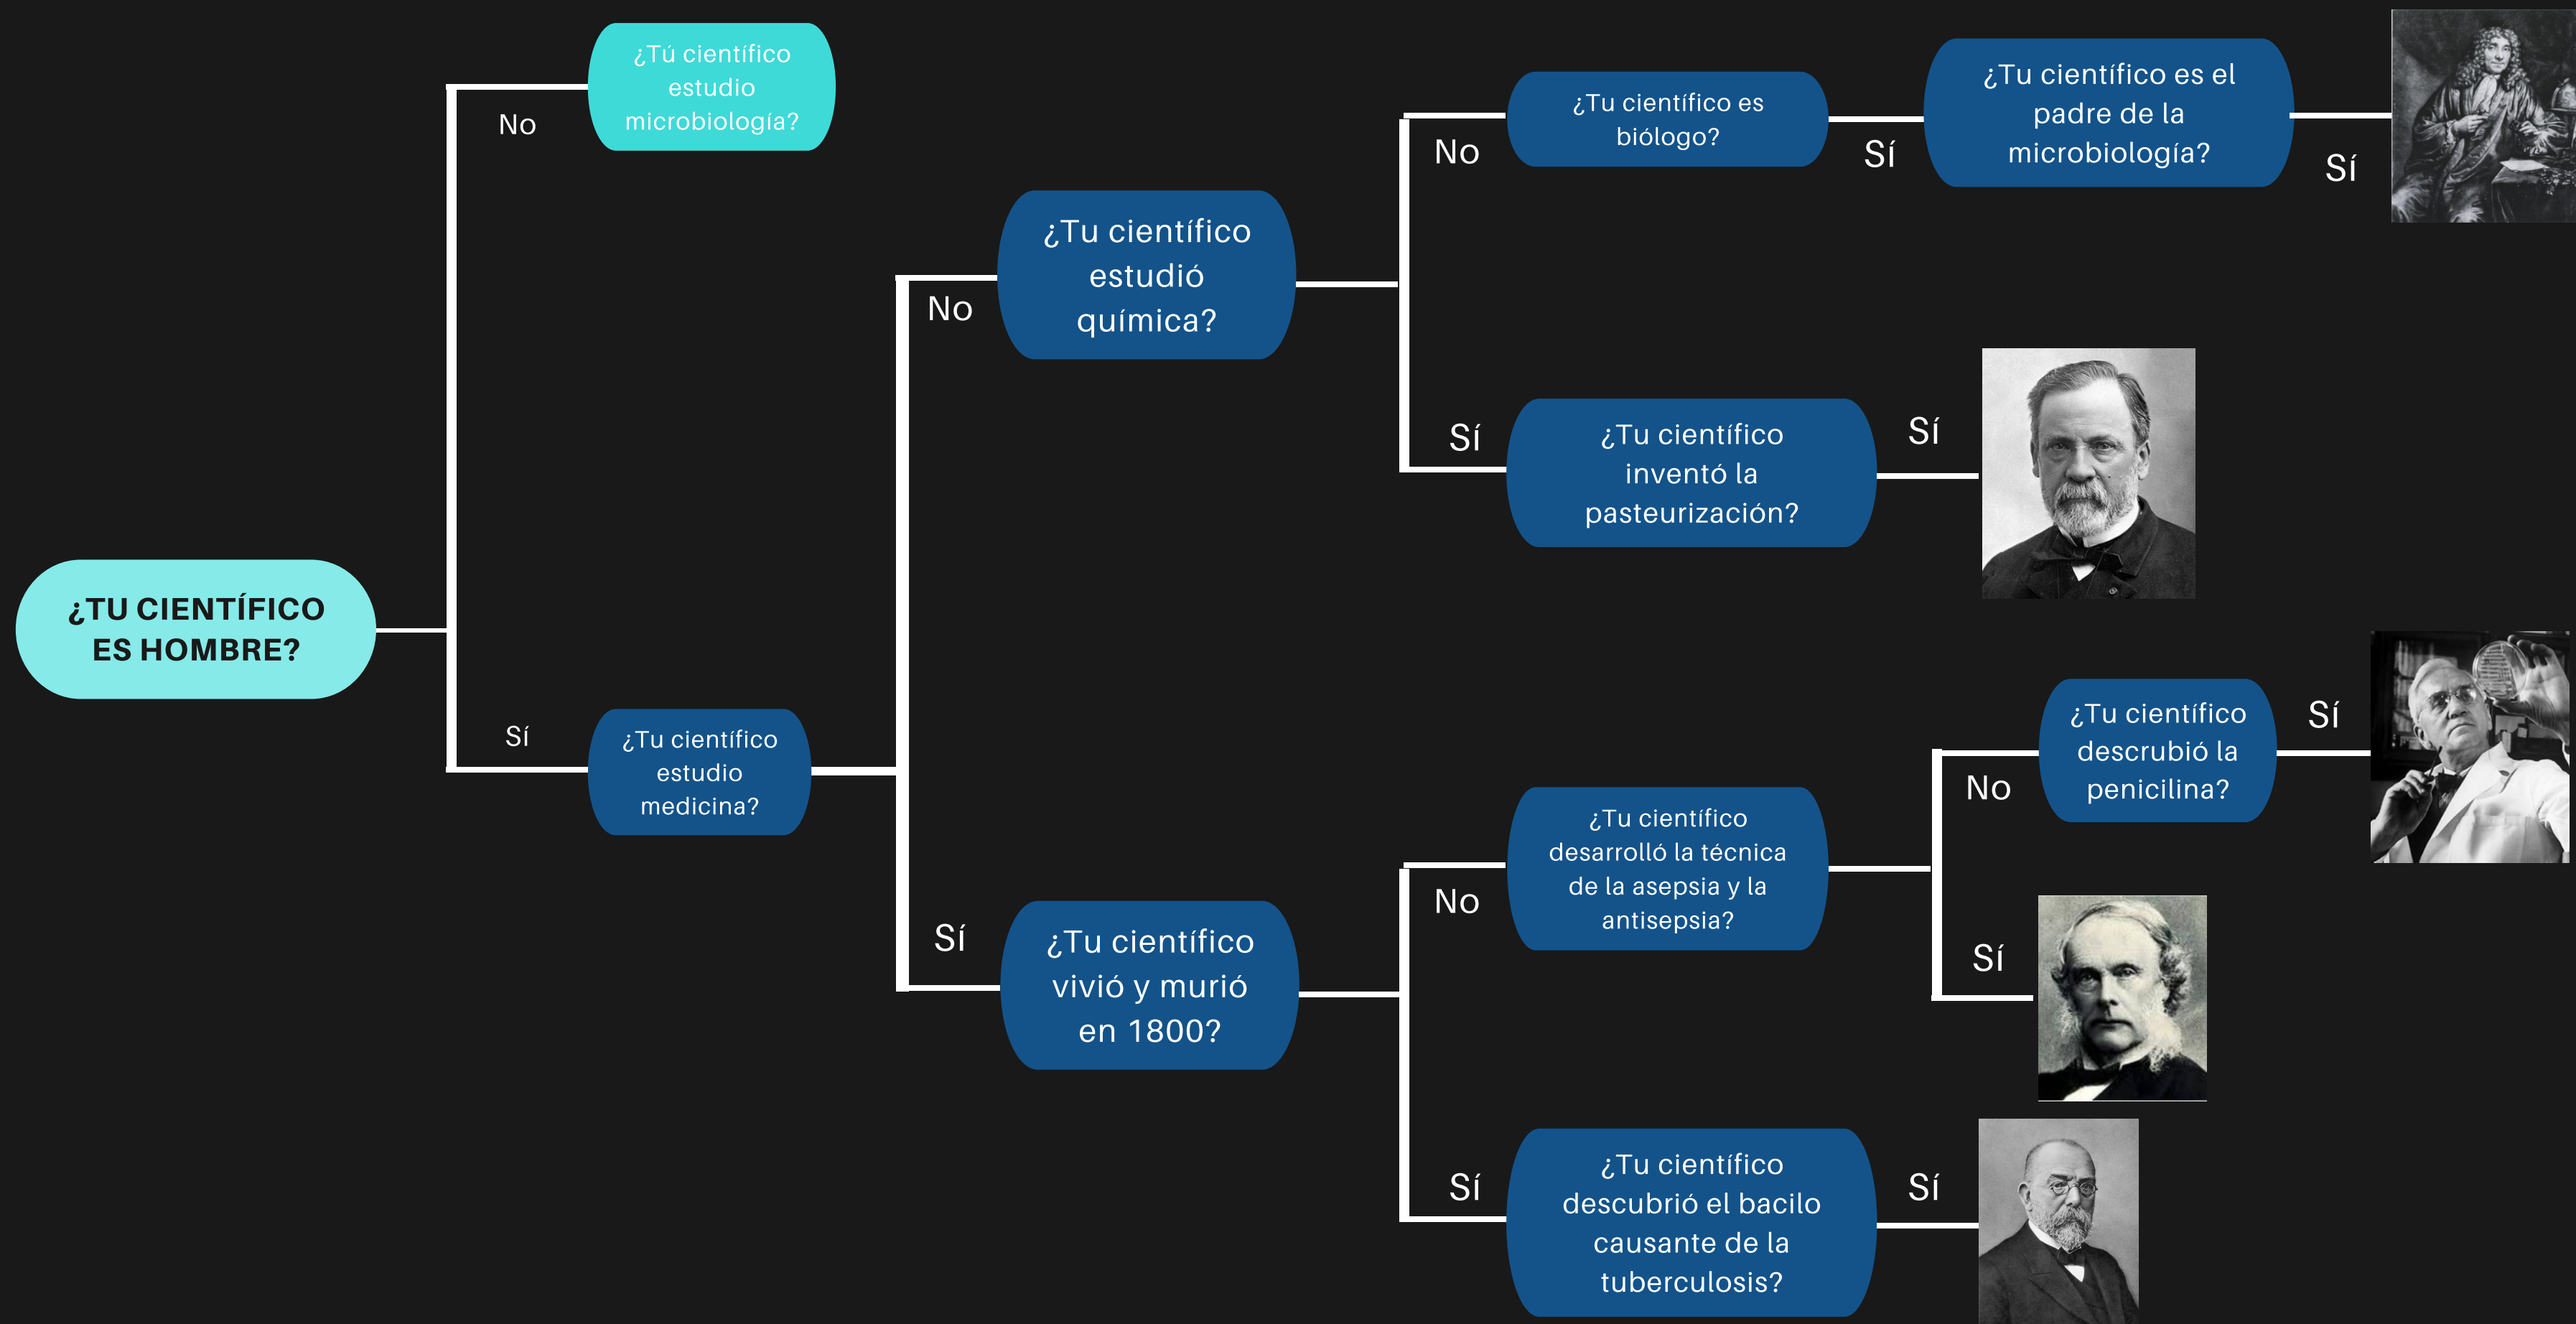 ¿TU CIENTÍFICO
ES HOMBRE?
No
¿Tú científico
estudio
microbiología?
Sí
¿Tu científico
estudio
medicina?
No
¿Tu científico
estudió
química?
No
¿Tu científico es
biólogo?
Sí
¿Tu científico es el
padre de la
microbiología?
Sí
Sí
¿Tu científico
inventó la
pasteurización?
Sí
Sí
¿Tu científico
vivió y murió
en 1800?
No
¿Tu científico
desarrolló la técnica
de la asepsia y la
antisepsia?
No
¿Tu científico
descrubió la
penicilina?
Sí
Sí
Sí
¿Tu científico
descubrió el bacilo
causante de la
tuberculosis?
Sí